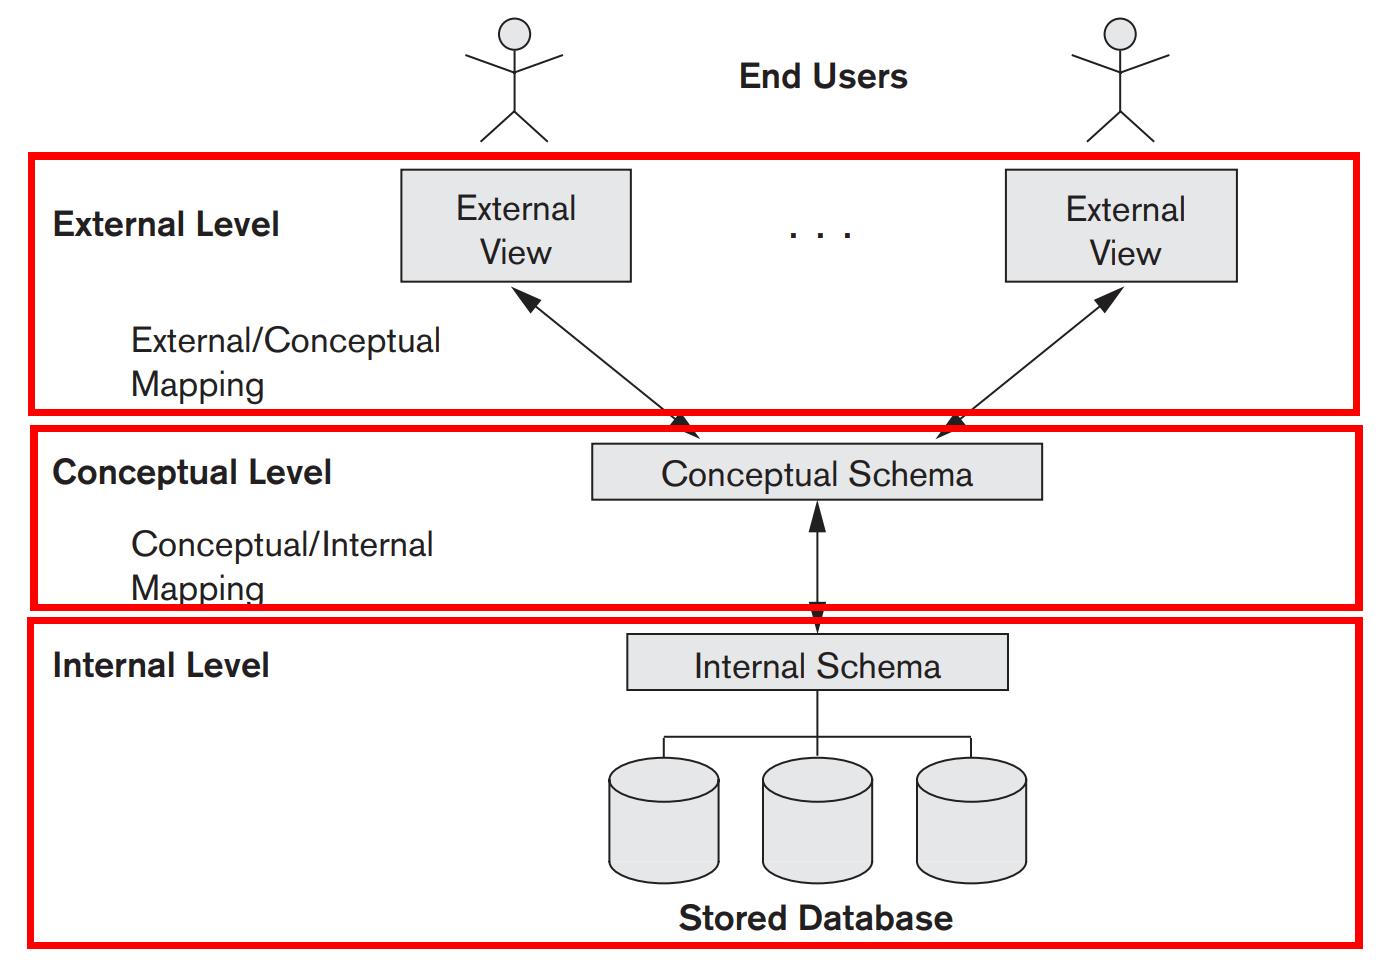 End Users
External Level
External
View
. . .
External
View
External/Conceptual
Mapping
Conceptual Level
Conceptual Schema
Conceptual/Internal
Mapping
Internal Level
Internal Schema
Stored Database